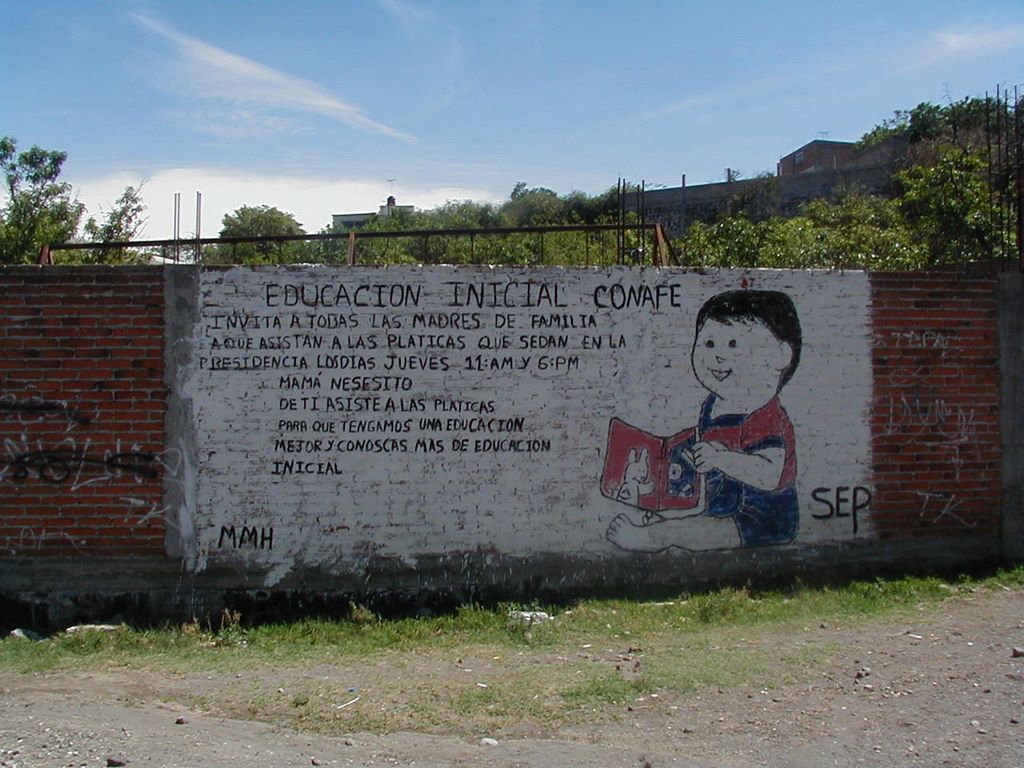 EDUCACION INICIAL CONAFE
INVITA A TODAS LAS MADRES DE FAMILIA
A QUE ASISTAN A LAS PLATICAS QUE SEDAN EN LA
PRESIDENCIA LOSDIAS JUEVES 11:AM Y 6:PM
MAMÁ NESESITO
DE TI ASISTE A LAS PLATICAS
PARA QUE TENGAMOS UNA EDUCACION
MEJOR Y CONOSCAS MAS DE EDUCACION
INICIAL
MMH
SEP